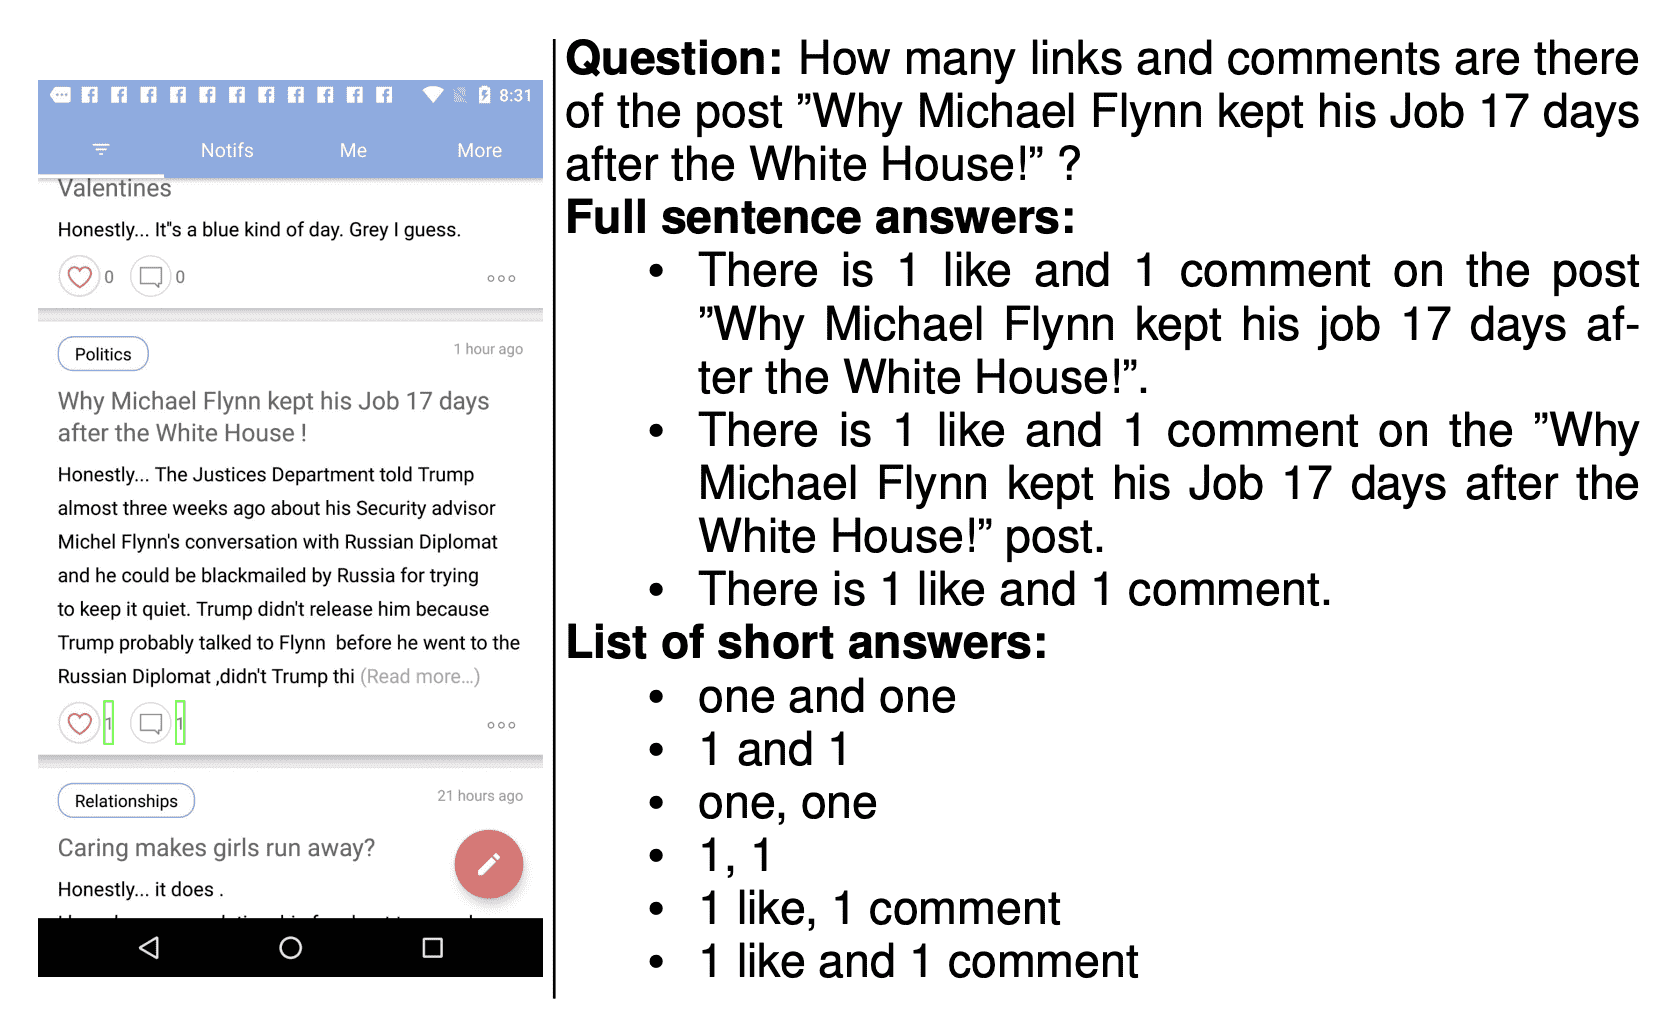 8:31
Notifs Me More
Valentines
Honestly... It"s a blue kind of day. Grey I guess.
0 0
Politics 1 hour ago
Why Michael Flynn kept his Job 17 days
after the White House !
Honestly... The Justices Department told Trump
almost three weeks ago about his Security advisor
Michel Flynn's conversation with Russian Diplomat
and he could be blackmailed by Russia for trying
to keep it quiet. Trump didn't release him because
Trump probably talked to Flynn  before he went to the
Russian Diplomat ,didn't Trump thi (Read more...)
1 1
Relationships 21 hours ago
Caring makes girls run away?
Honestly... it does .
Question: How many links and comments are there
of the post ”Why Michael Flynn kept his Job 17 days
after the White House!” ?
Full sentence answers:
• There is 1 like and 1 comment on the post
”Why Michael Flynn kept his job 17 days af-
ter the White House!”.
• There is 1 like and 1 comment on the ”Why
Michael Flynn kept his Job 17 days after the
White House!” post.
• There is 1 like and 1 comment.
List of short answers:
• one and one
• 1 and 1
• one, one
• 1, 1
• 1 like, 1 comment
• 1 like and 1 comment